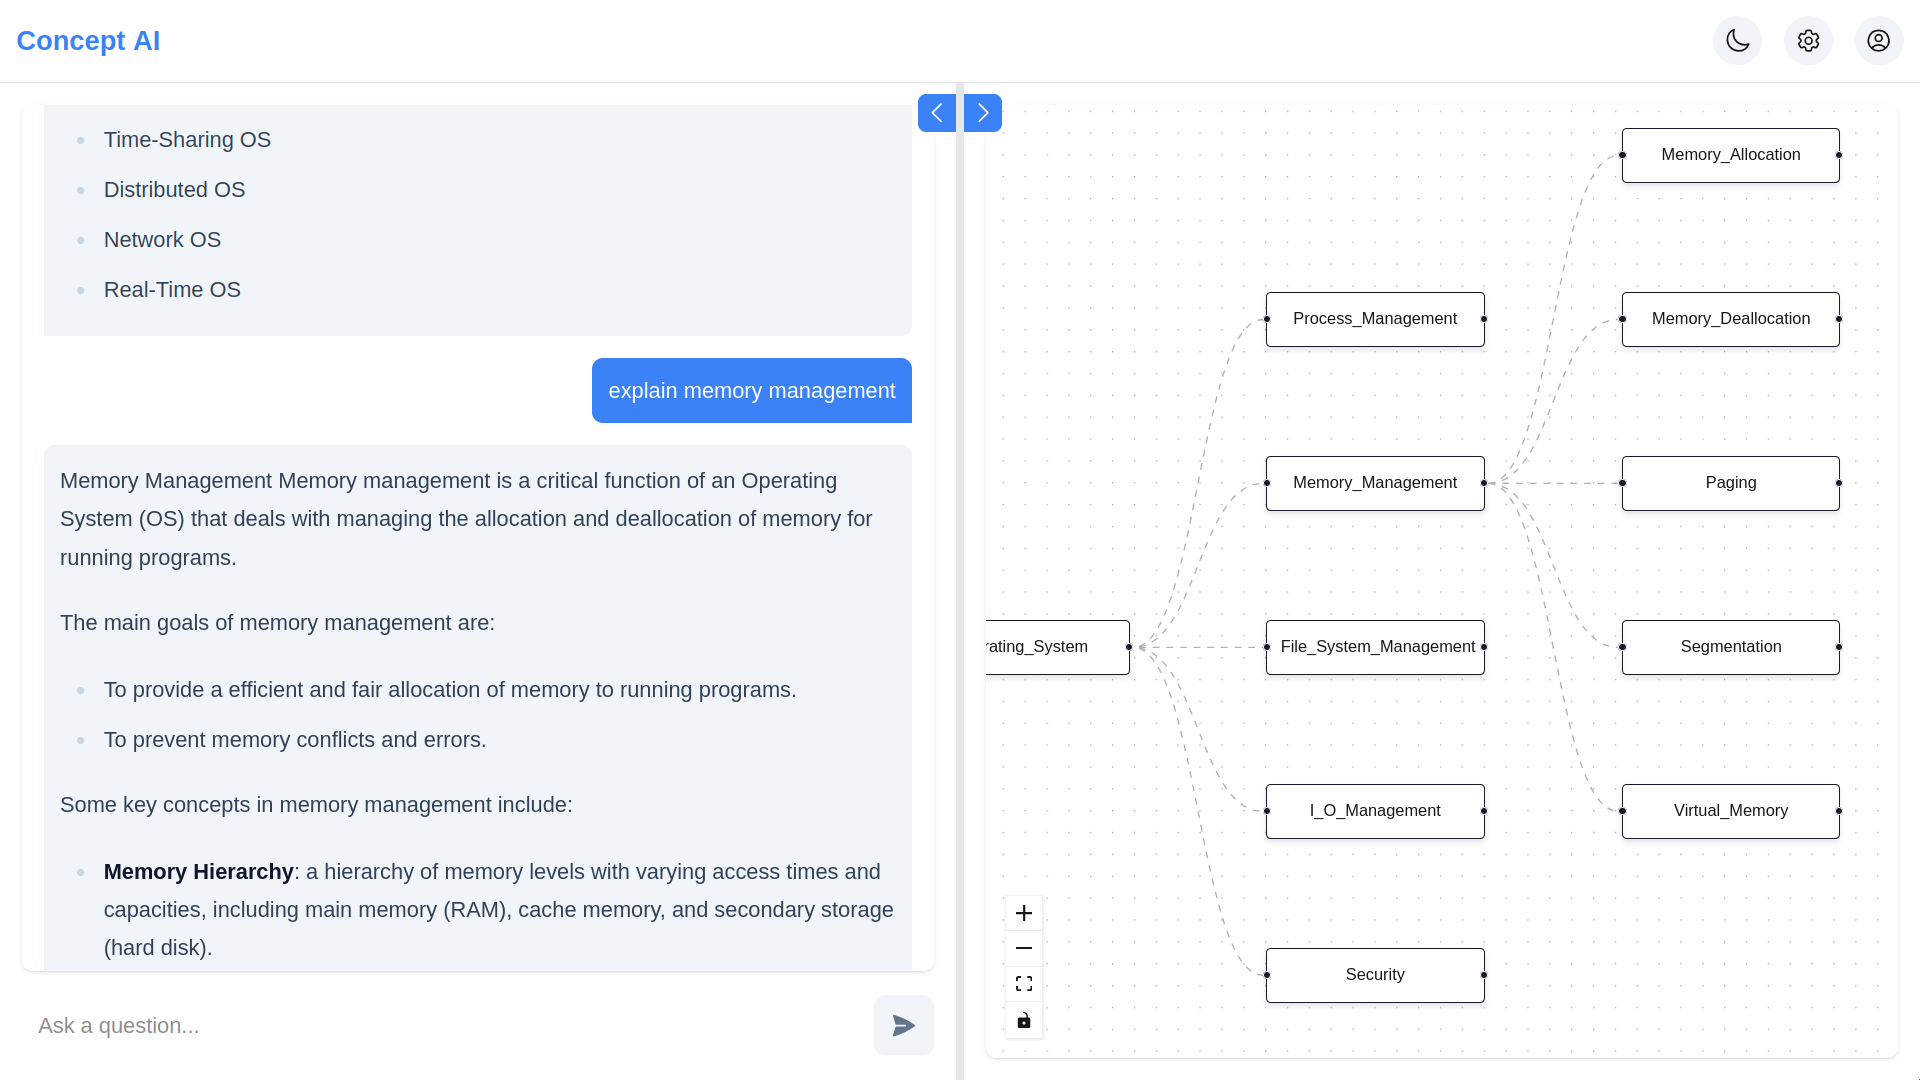 Concept AI
Time-Sharing OS
Distributed OS
Network OS
Real-Time OS
explain memory management
Memory Management Memory management is a critical function of an Operating
System (OS) that deals with managing the allocation and deallocation of memory for
running programs.
The main goals of memory management are:
To provide a efficient and fair allocation of memory to running programs.
To prevent memory conflicts and errors.
Some key concepts in memory management include:
Memory Hierarchy: a hierarchy of memory levels with varying access times and
capacities, including main memory (RAM), cache memory, and secondary storage
(hard disk).
Ask a question...
Memory_Allocation
Process_Management
Memory_Deallocation
Memory_Management
Paging
rating_System
File_System_Management
Segmentation
I_O_Management
Virtual_Memory
Security